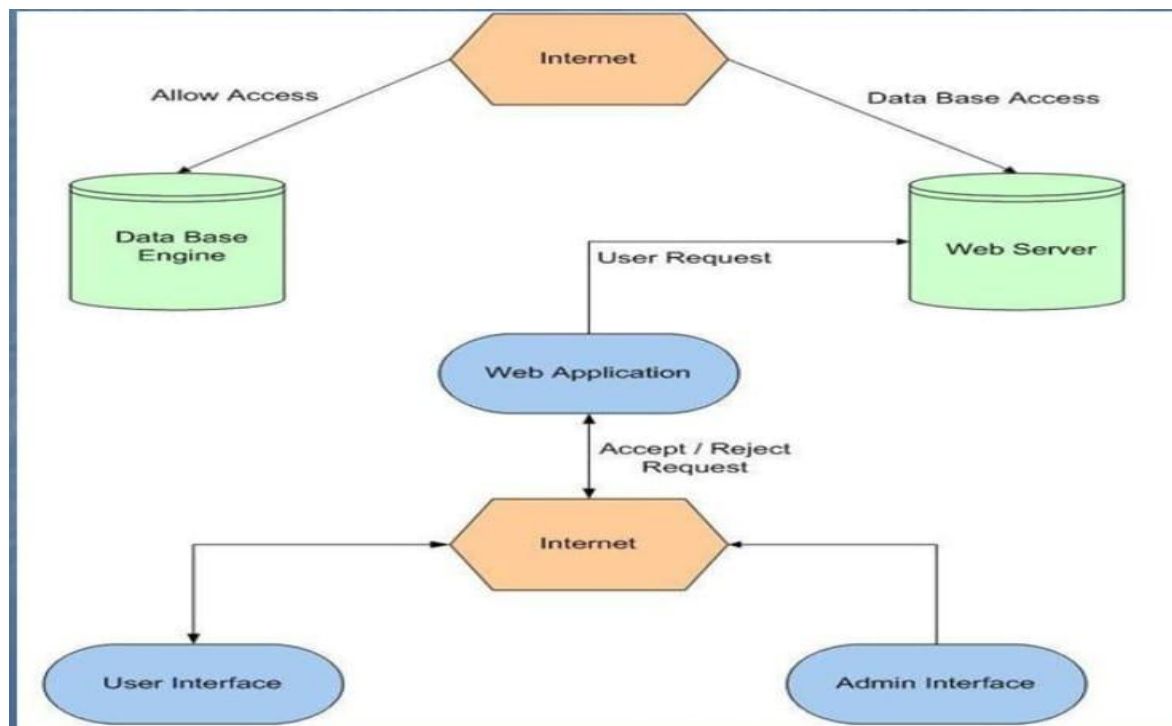 Internet
Allow Access
Data Base Access
Data Base
Engine
Web Server
User Request
Web Application
Accept / Reject
Request
Internet
User Interface
Admin Interface